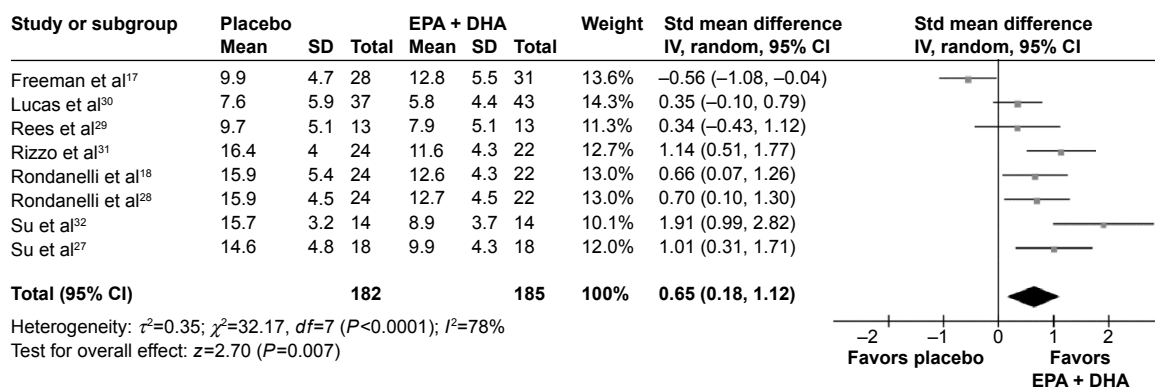 Study or subgroup Placebo EPA + DHA Weight Std mean difference Std mean difference
Mean SD Total Mean SD Total IV, random, 95% CI IV, random, 95% CI
Freeman et al¹⁷ 9.9 4.7 28 12.8 5.5 31 13.6% –0.56 (–1.08, –0.04)
Lucas et al³⁰ 7.6 5.9 37 5.8 4.4 43 14.3% 0.35 (–0.10, 0.79)
Rees et al²⁹ 9.7 5.1 13 7.9 5.1 13 11.3% 0.34 (–0.43, 1.12)
Rizzo et al³¹ 16.4 4 24 11.6 4.3 22 12.7% 1.14 (0.51, 1.77)
Rondanelli et al¹⁸ 15.9 5.4 24 12.6 4.3 22 13.0% 0.66 (0.07, 1.26)
Rondanelli et al²⁸ 15.9 4.5 24 12.7 4.5 22 13.0% 0.70 (0.10, 1.30)
Su et al³² 15.7 3.2 14 8.9 3.7 14 10.1% 1.91 (0.99, 2.82)
Su et al²⁷ 14.6 4.8 18 9.9 4.3 18 12.0% 1.01 (0.31, 1.71)
Total (95% CI) 182 185 100% 0.65 (0.18, 1.12)
Heterogeneity: τ²=0.35; χ²=32.17, df=7 (P<0.0001); I²=78%
Test for overall effect: z=2.70 (P=0.007)
–2 –1 0 1 2
Favors placebo Favors
EPA + DHA